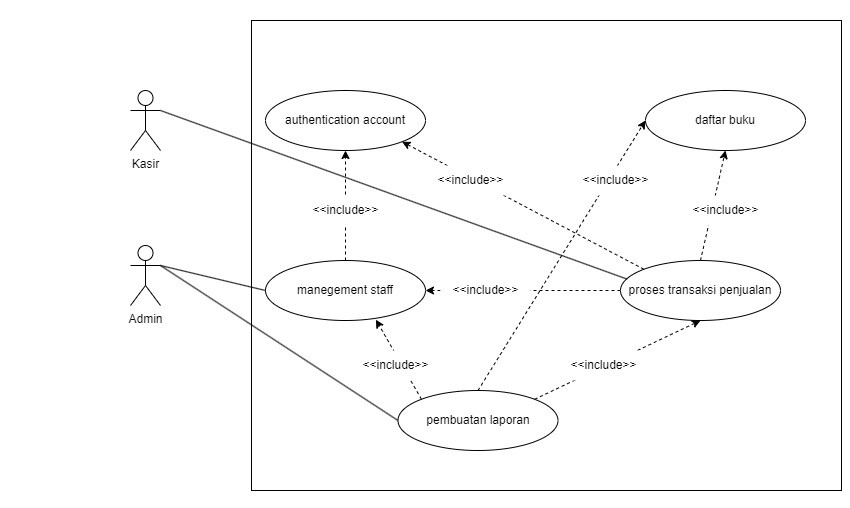 authentication account
daftar buku
Kasir
<<include>>
<<include>>
<<include>>
<<include>>
manegement staff
<<include>>
proses transaksi penjualan
Admin
<<include>>
<<include>>
pembuatan laporan